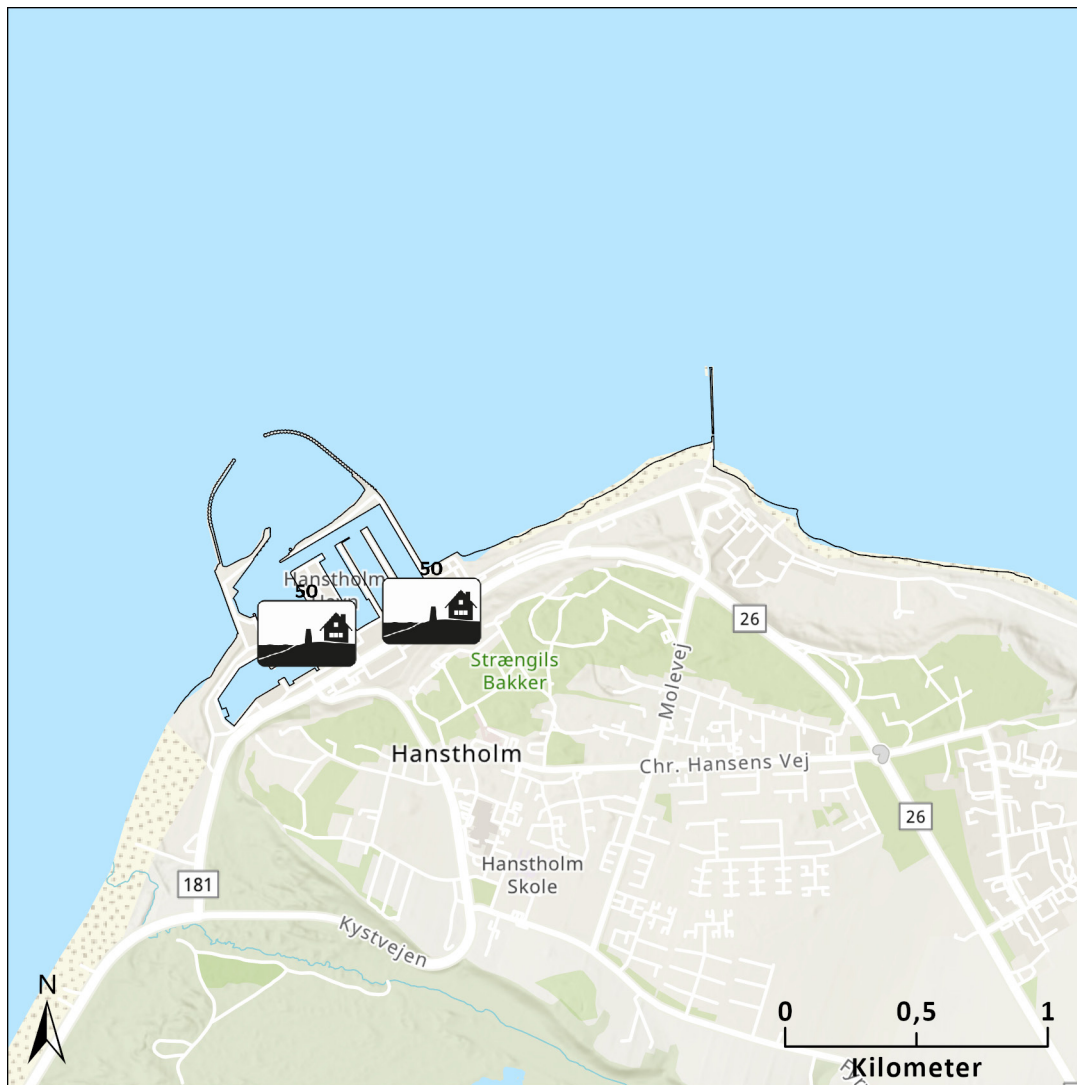 50
Hanstholm
50
26
Strængils
Bakker
Molevej
Hanstholm
Chr. Hansens Vej
26
Hanstholm
Skole
181
Kystvejen
N
0
0,5
1
Kilometer